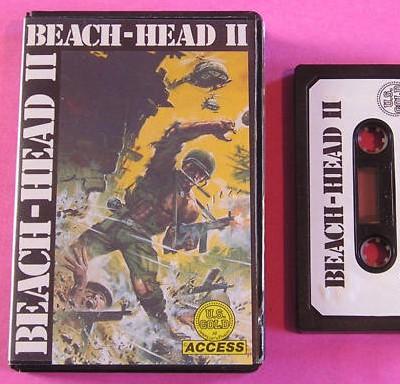 BEACH-HEAD II
BEACH-HEAD II
U.S.
GOLD
ACCESS
U.S.
GOLD
BEACH-HEAD II